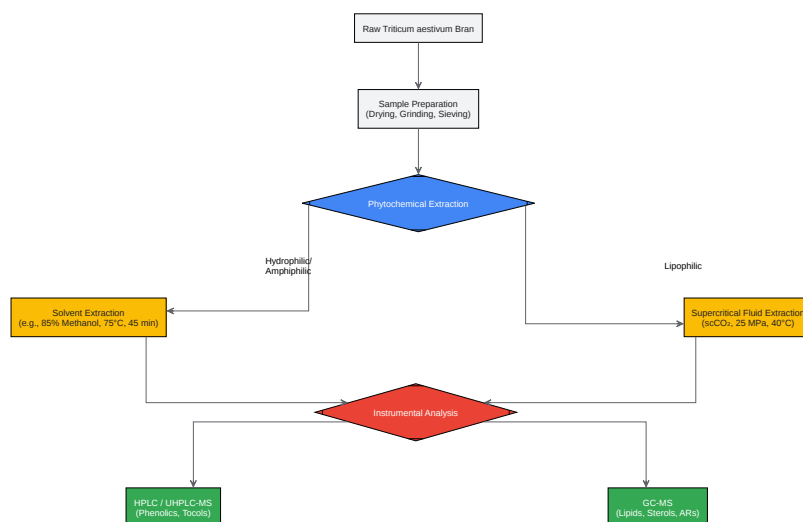 Raw Triticum aestivum Bran
Sample Preparation
(Drying, Grinding, Sieving)
Phytochemical Extraction
Hydrophilic/
Amphiphilic
Lipophilic
Solvent Extraction
(e.g., 85% Methanol, 75°C, 45 min)
Supercritical Fluid Extraction
(scCO₂, 25 MPa, 40°C)
Instrumental Analysis
HPLC / UHPLC-MS
(Phenolics, Tocols)
GC-MS
(Lipids, Sterols, ARs)